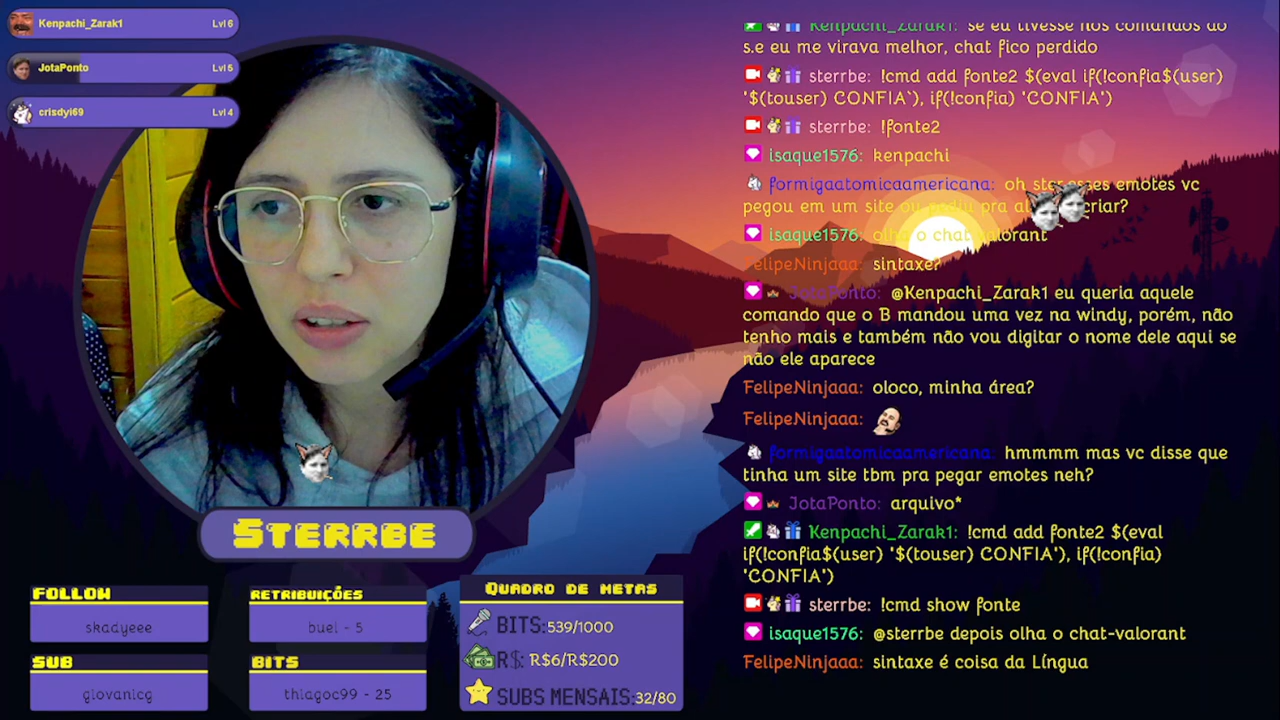 Kenpachi_Zarak1 Lvl 6
JotaPonto Lvl 5
crisdyi69 Lvl 4
STERRBE
FOLLOW
skadyeee
SUB
giovanicg
RETRIBUIÇÕES
buel - 5
BITS
thiagoc99 - 25
QUADRO DE METAS
BITS:539/1000
R$: R$6/R$200
SUBS MENSAIS:32/80
Kenpachi_Zarak1: se eu tivesse nos comandos do
s.e eu me virava melhor, chat fico perdido
sterrbe: !cmd add fonte2 $(eval if(!confia$(user)
'$(touser) CONFIA`), if(!confia) 'CONFIA')
sterrbe: !fonte2
isaque1576: kenpachi
formigaatomicaamericana: oh ster esses emotes vc
pegou em um site ou pediu pra criar?
isaque1576: olha o chat-valorant
FelipeNinjaaa: sintaxe?
JotaPonto: @Kenpachi_Zarak1 eu queria aquele
comando que o B mandou uma vez na windy, porém, não
tenho mais e também não vou digitar o nome dele aqui se
não ele aparece
FelipeNinjaaa: oloco, minha área?
FelipeNinjaaa:
formigaatomicaamericana: hmmmm mas vc disse que
tinha um site tbm pra pegar emotes neh?
JotaPonto: arquivo*
Kenpachi_Zarak1: !cmd add fonte2 $(eval
if(!confia$(user) '$(touser) CONFIA'), if(!confia)
'CONFIA')
sterrbe: !cmd show fonte
isaque1576: @sterrbe depois olha o chat-valorant
FelipeNinjaaa: sintaxe é coisa da Língua